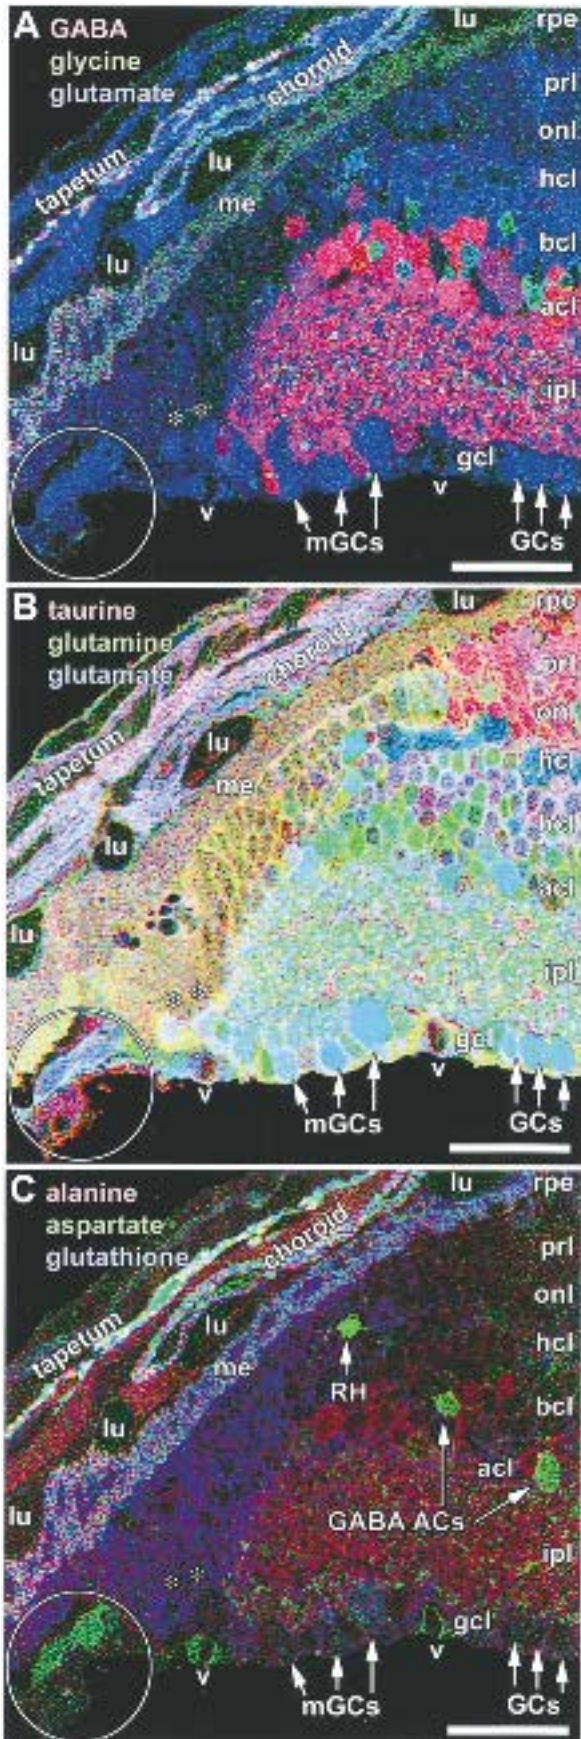 A GABA
glycine
glutamate
lu
rpe
choroid
prl
onl
tapetum
lu
hcl
me
bcl
lu
acl
lu
ipl
**
gcl
v
v
mGCs
GCs
B taurine
glutamine
glutamate
lu
rpe
choroid
prl
onl
tapetum
lu
hcl
me
bcl
lu
acl
lu
ipl
**
gcl
v
v
mGCs
GCs
C alanine
aspartate
glutathione
lu
rpe
choroid
prl
onl
tapetum
lu
hcl
me
RH
bcl
lu
acl
lu
GABA ACs
ipl
**
gcl
v
v
mGCs
GCs